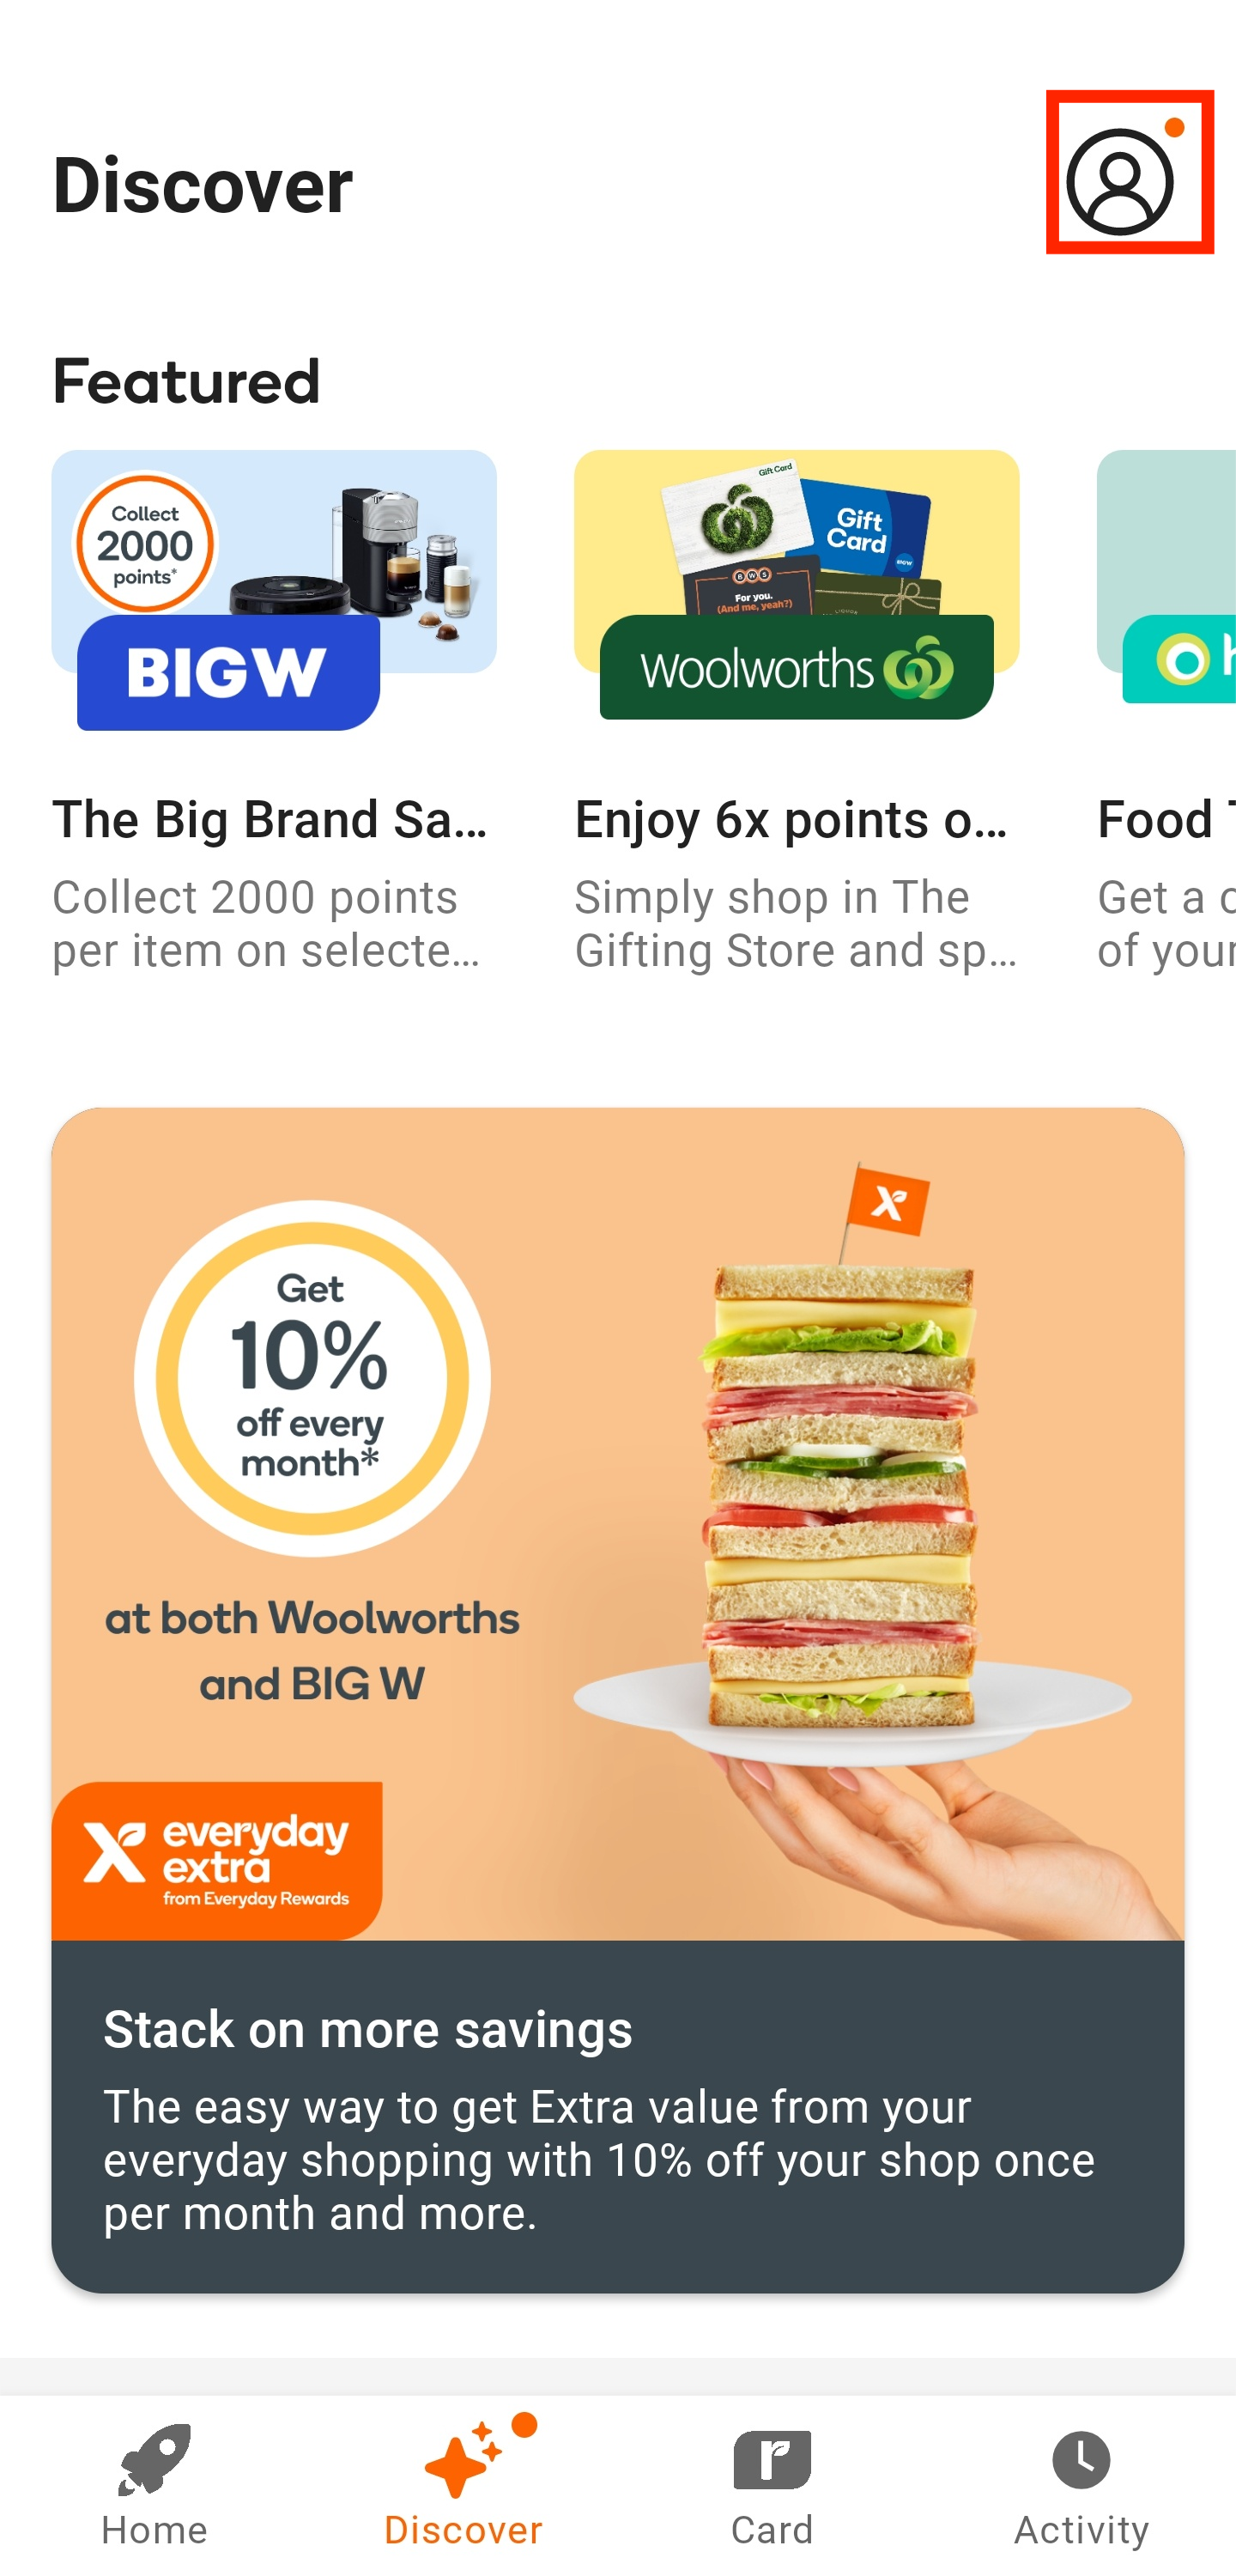 Discover
Featured
Collect
2000
points*
BIG W
Gift Card
Gift
Card
BIG W
BWS
For you.
(And me, yeah?)
Woolworths
The Big Brand Sa...
Collect 2000 points
per item on selecte...
Enjoy 6x points o...
Simply shop in The
Gifting Store and sp...
Food
Get a
of your
Get
10%
off every
month*
at both Woolworths
and BIG W
everyday
extra
from Everyday Rewards
Stack on more savings
The easy way to get Extra value from your
everyday shopping with 10% off your shop once
per month and more.
Home
Discover
Card
Activity